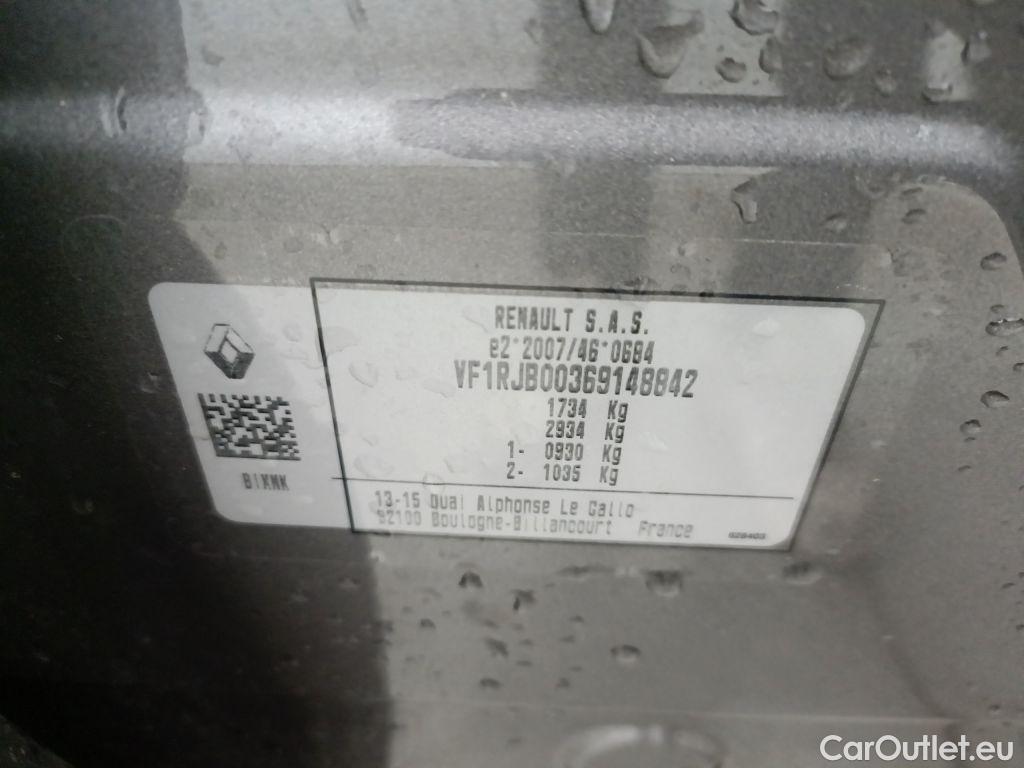 RENAULT S.A.S.
e2*2007/46*0684
VF1RJB00369148842
1734 Kg
2934 Kg
1- 0930 Kg
2- 1035 Kg
BIKMK
13-15 Quai Alphonse Le Gallo
92100 Boulogne-Billancourt France
628403
CarOutlet.eu